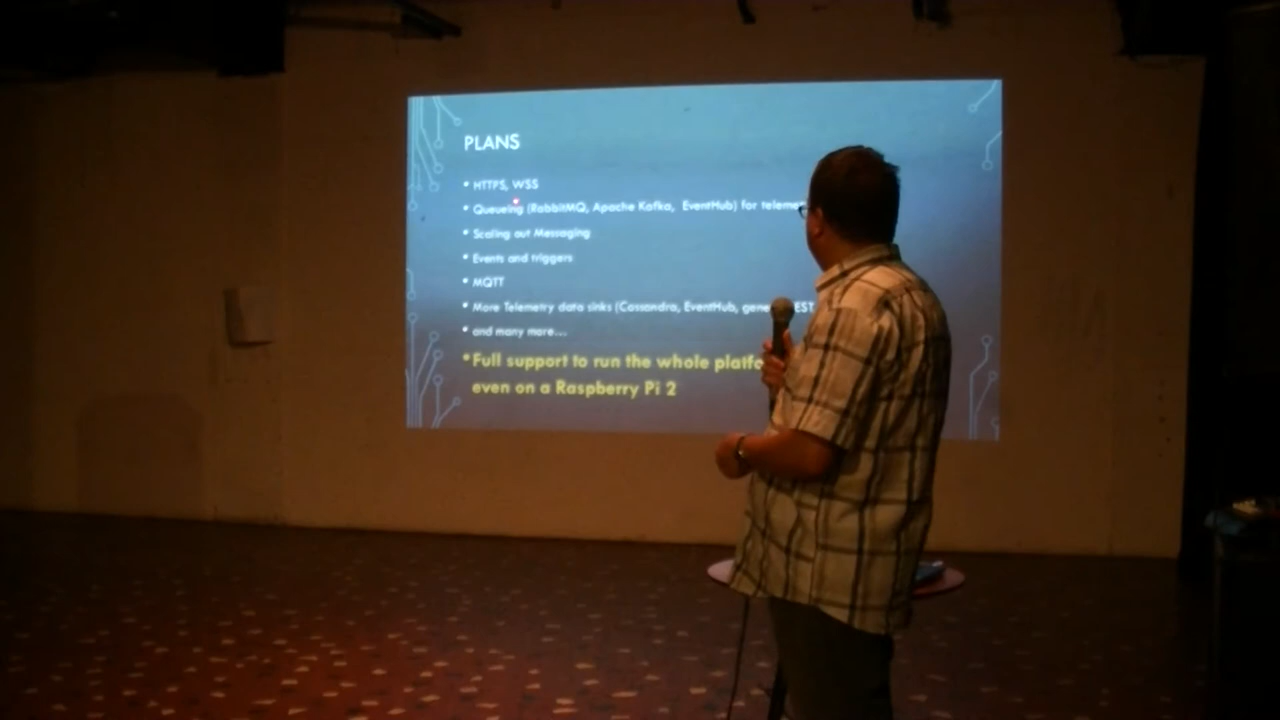 PLANS
• HTTPS, WSS
• Queueing (RabbitMQ, Apache Kafka, EventHub) for
• Scaling out Messaging
• Events and triggers
• MQTT
• More Telemetry data sinks (Cassandra, EventHub,
• and many more...
• Full support to run the whole
even on a Raspberry Pi 2